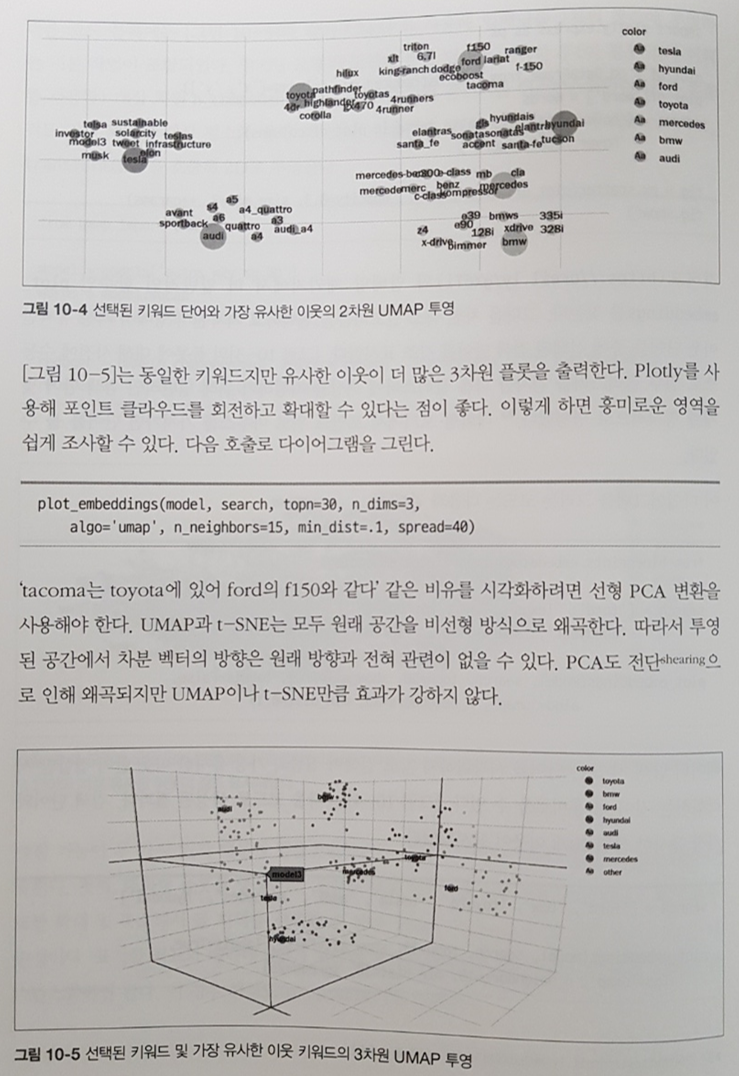 triton
f150
ranger
xlt
6.7l
ford
lariat
king-ranch
dodge
f-150
hilux
ecoboost
tacoma
toyota
pathfinder
highlander
toyotas
4runners
4dr
gx470
4runner
corolla
telsa
sustainable
investor
solarcity
teslas
model3
tweet
infrastructure
musk
tesla
elon
gls
hyundais
elantras
sonata
sonatas
elantra
hyundai
santa_fe
accent
santa-fe
tucson
c-class
mb
cla
benz
mercedes
merc
c-class
kompressor
avant
s4
a5
a4_quattro
sportback
a6
quattro
a3
audi_a4
audi
a4
e39
bmws
335i
z4
e90
128i
xdrive
328i
x-drive
bimmer
bmw
color
Aa tesla
Aa hyundai
Aa ford
Aa toyota
Aa mercedes
Aa bmw
Aa audi
그림 10-4 선택된 키워드 단어와 가장 유사한 이웃의 2차원 UMAP 투영
[그림 10-5]는 동일한 키워드지만 유사한 이웃이 더 많은 3차원 플롯을 출력한다. Plotly를 사
용해 포인트 클라우드를 회전하고 확대할 수 있다는 점이 좋다. 이렇게 하면 흥미로운 영역을
쉽게 조사할 수 있다. 다음 호출로 다이어그램을 그린다.
plot_embeddings(model, search, topn=30, n_dims=3,
algo='umap', n_neighbors=15, min_dist=.1, spread=40)
'tacoma는 toyota에 있어 ford의 f150와 같다' 같은 비유를 시각화하려면 선형 PCA 변환을
사용해야 한다. UMAP과 t-SNE는 모두 원래 공간을 비선형 방식으로 왜곡한다. 따라서 투영
된 공간에서 차분 벡터의 방향은 원래 방향과 전혀 관련이 없을 수 있다. PCA도 전단shearing으
로 인해 왜곡되지만 UMAP이나 t-SNE만큼 효과가 강하지 않다.
color
Aa toyota
Aa bmw
Aa ford
Aa hyundai
Aa audi
Aa tesla
Aa mercedes
Aa other
audi
bmw
toyota
model3
mercedes
ford
tesla
hyundai
그림 10-5 선택된 키워드 및 가장 유사한 이웃 키워드의 3차원 UMAP 투영